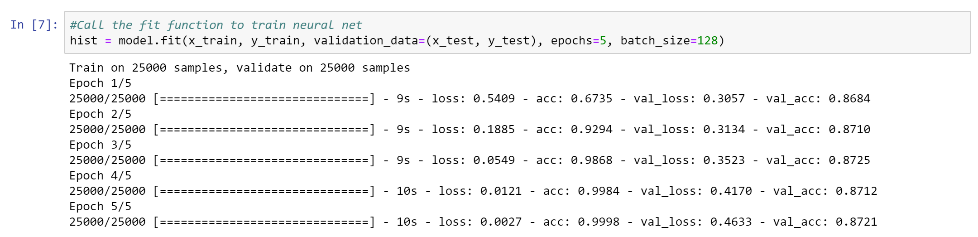 In [7]: #Call the fit function to train neural net
hist = model.fit(x_train, y_train, validation_data=(x_test, y_test), epochs=5, batch_size=128)
Train on 25000 samples, validate on 25000 samples
Epoch 1/5
25000/25000 [==============================] - 9s - loss: 0.5409 - acc: 0.6735 - val_loss: 0.3057 - val_acc: 0.8684
Epoch 2/5
25000/25000 [==============================] - 9s - loss: 0.1885 - acc: 0.9294 - val_loss: 0.3134 - val_acc: 0.8710
Epoch 3/5
25000/25000 [==============================] - 9s - loss: 0.0549 - acc: 0.9868 - val_loss: 0.3523 - val_acc: 0.8725
Epoch 4/5
25000/25000 [==============================] - 10s - loss: 0.0121 - acc: 0.9984 - val_loss: 0.4170 - val_acc: 0.8712
Epoch 5/5
25000/25000 [==============================] - 10s - loss: 0.0027 - acc: 0.9998 - val_loss: 0.4633 - val_acc: 0.8721